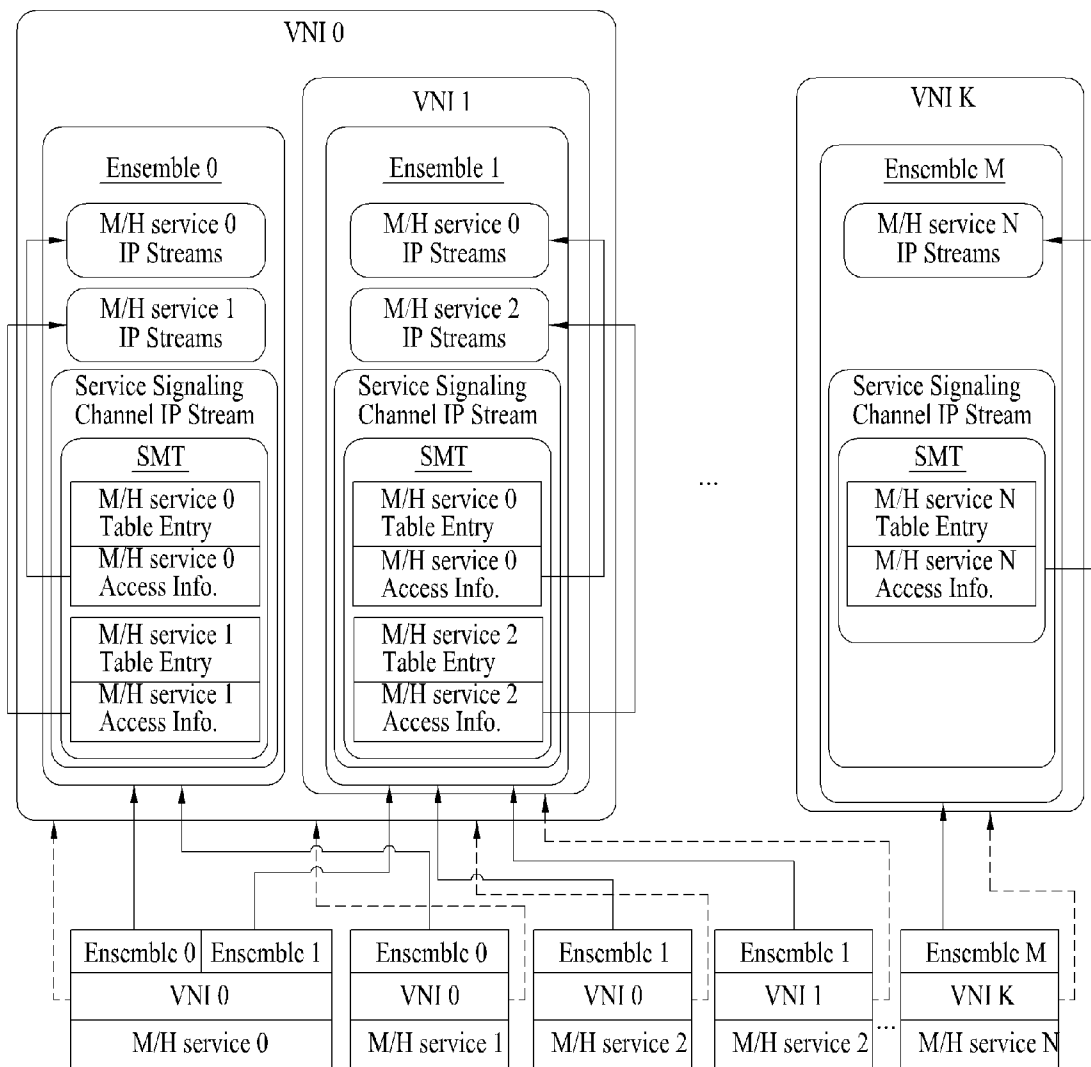 VNI 0
VNI 1
VNI K
Ensemble 0
Ensemble 1
Ensemble M
M/H service 0
IP Streams
M/H service 0
IP Streams
M/H service N
IP Streams
M/H service 1
IP Streams
M/H service 2
IP Streams
Service Signaling
Channel IP Stream
Service Signaling
Channel IP Stream
Service Signaling
Channel IP Stream
SMT
SMT
SMT
M/H service 0
Table Entry
M/H service 0
Access Info.
M/H service 1
Table Entry
M/H service 1
Access Info.
M/H service 0
Table Entry
M/H service 0
Access Info.
M/H service 2
Table Entry
M/H service 2
Access Info.
...
M/H service N
Table Entry
M/H service N
Access Info.
Ensemble 0
Ensemble 1
VNI 0
M/H service 0
Ensemble 0
VNI 0
M/H service 1
Ensemble 1
VNI 0
M/H service 2
Ensemble 1
VNI 1
M/H service 2
...
Ensemble M
VNI K
M/H service N